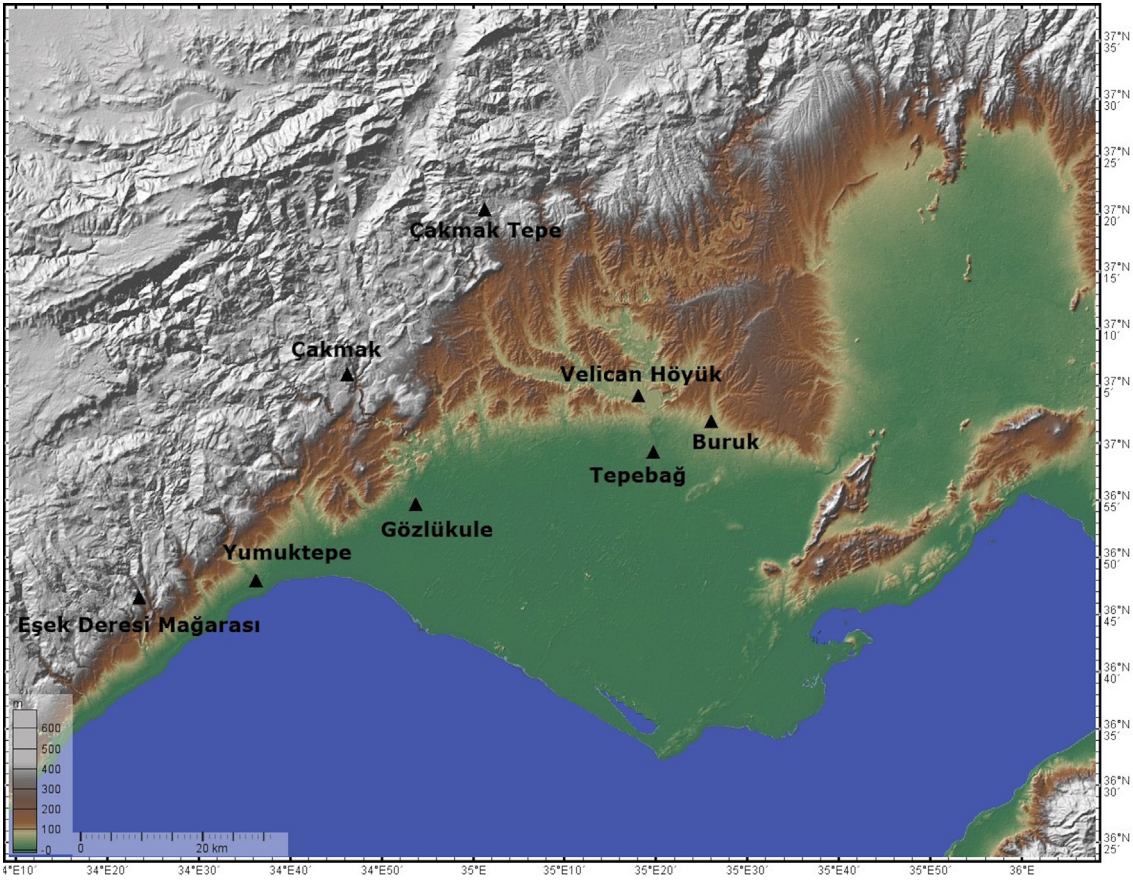 37°N
35´
37°N
30´
37°N
25´
37°N
20´
37°N
15´
37°N
10´
37°N
5´
37°N
36°N
55´
36°N
50´
36°N
45´
36°N
40´
36°N
35´
36°N
30´
36°N
25´
Çakmak Tepe
Çakmak
Velican Höyük
Buruk
Tepebağ
Gözlükule
Yumuktepe
Eşek Deresi Mağarası
m
600
500
400
300
200
100
-0
0 20 km
4°E10´ 34°E20´ 34°E30´ 34°E40´ 34°E50´ 35°E 35°E10´ 35°E20´ 35°E30´ 35°E40´ 35°E50´ 36°E